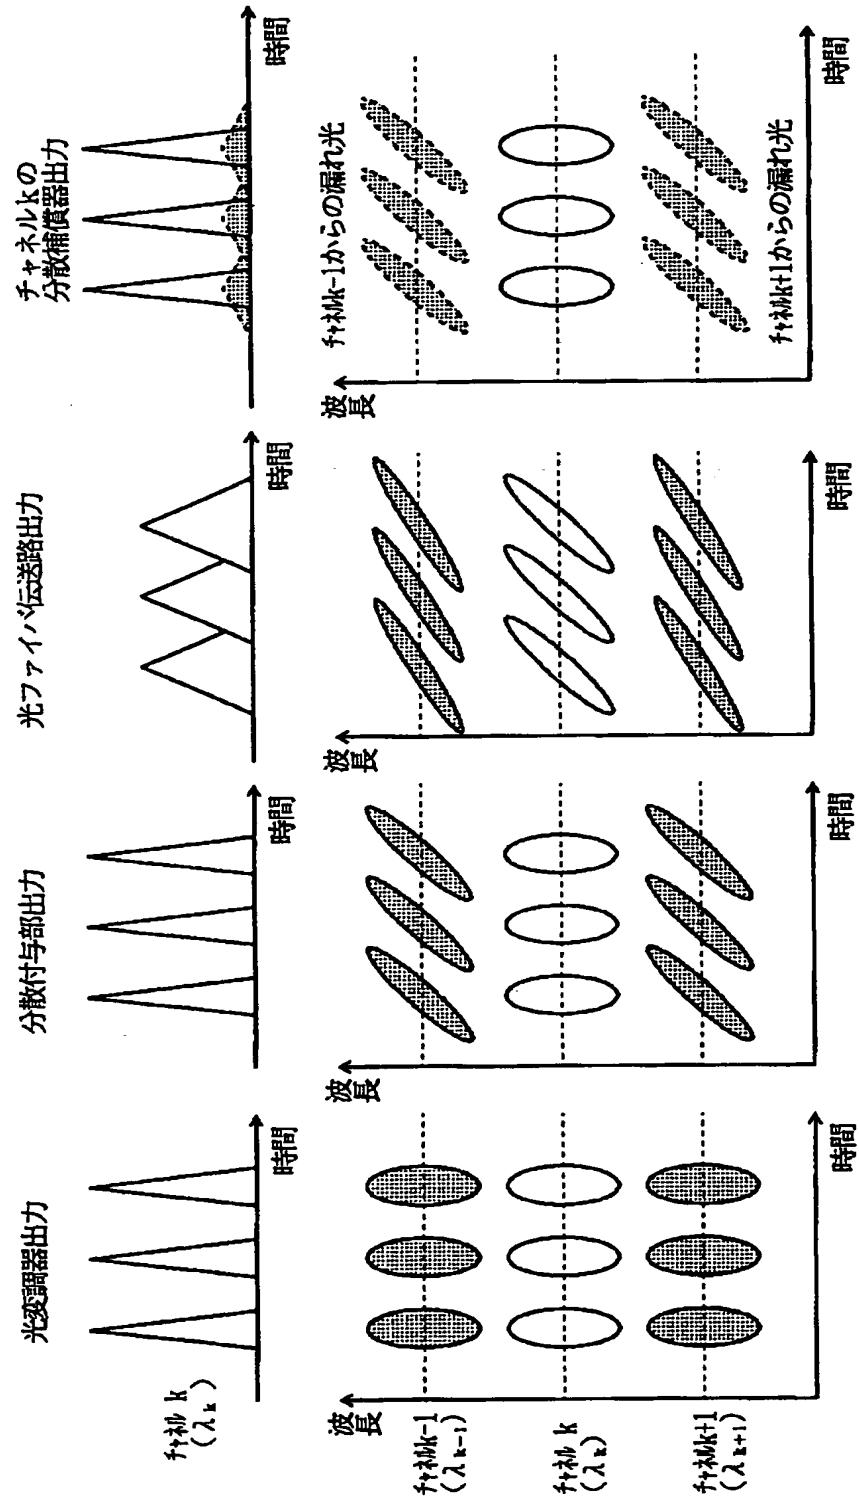 光変調器出力
チャネル k
(λk)
時間
波長
チャネルk-1
(λk-1)
チャネル k
(λk)
チャネルk+1
(λk+1)
時間
分散付与部出力
時間
波長
時間
光ファイバ伝送路出力
時間
波長
時間
チャネルkの
分散補償器出力
時間
波長
チャネルk-1からの漏れ光
チャネルk+1からの漏れ光
時間